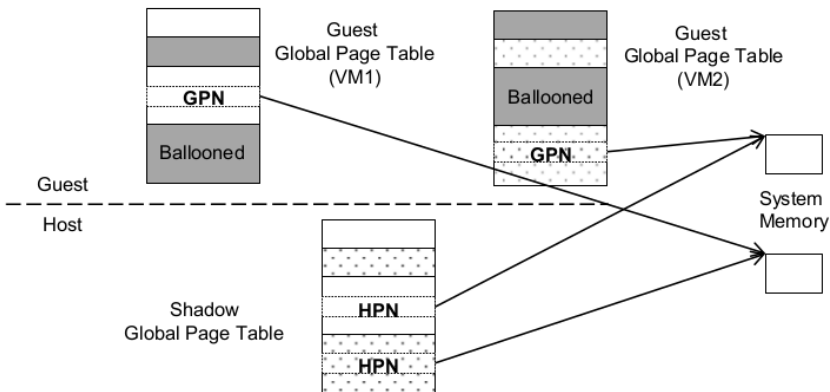 Guest
Global Page Table
(VM1)
GPN
Ballooned
Guest
Global Page Table
(VM2)
Ballooned
GPN
Guest
Host
System
Memory
Shadow
Global Page Table
HPN
HPN